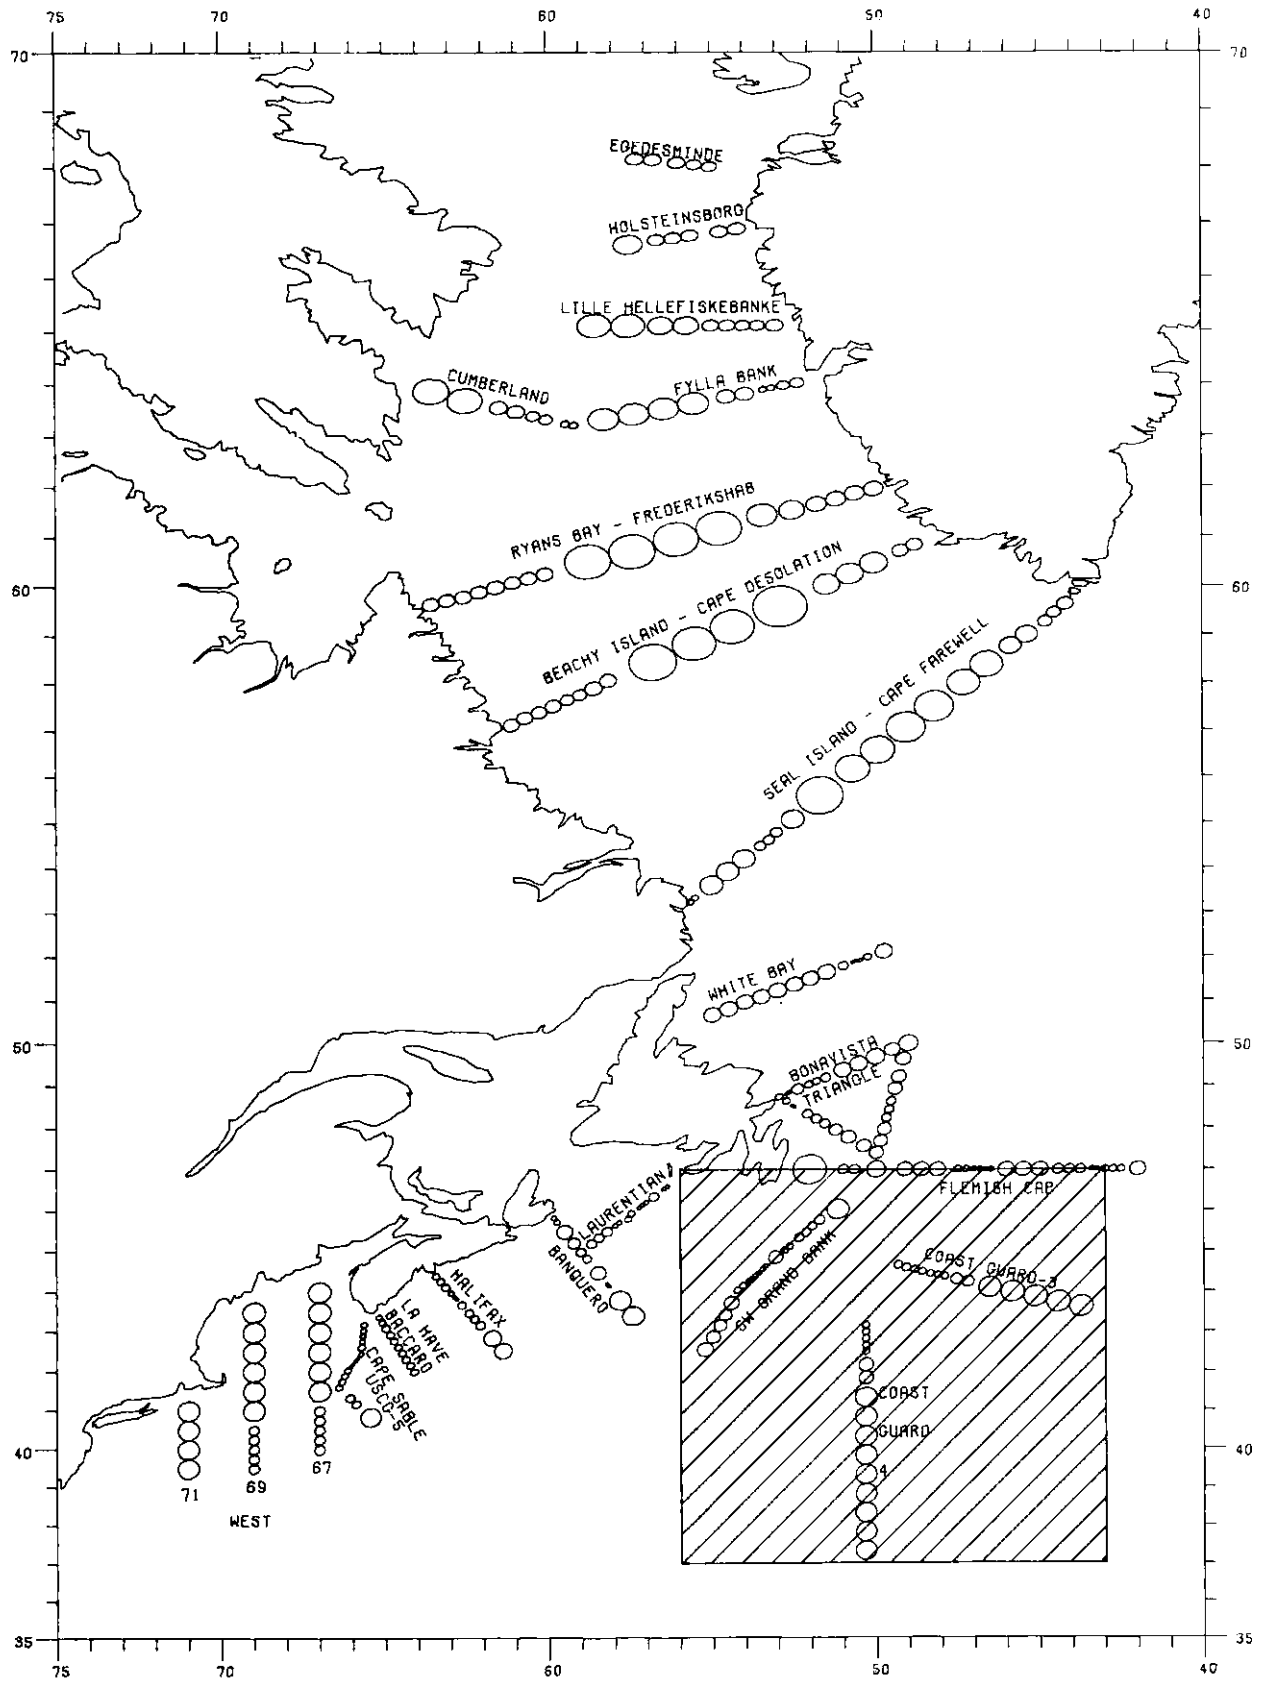 75 70 60 50 40
70 70
EGEDESMINDE
HOLSTEINSBORG
LILLE HELLEFISKEBANKE
CUMBERLAND
FYLLA BANK
RYANS BAY - FREDERIKSHAB
BEACHY ISLAND - CAPE DESOLATION
60 60
SEAL ISLAND - CAPE FAREWELL
WHITE BAY
50 50
BONAVISTA
TRIANGLE
LAURENTIAN
FLEMISH CAP
BANQUERO
SW GRAND BANK
COAST GUARD-3
HALIFAX
LA HAVE
BACCARO
CAPE SABLE
USCG-5
COAST
GUARD
4
40 40
71 69 67
WEST
35 35
75 70 60 50 40